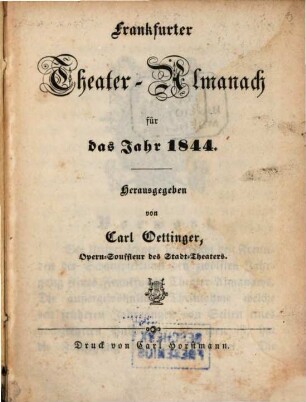 Frankfurter
Theater-Almanach
für
das Jahr 1844.
Herausgegeben
von
Carl Oettinger,
Opern-Souffleur des Stadt-Theaters.
Druck von Carl Horstmann.